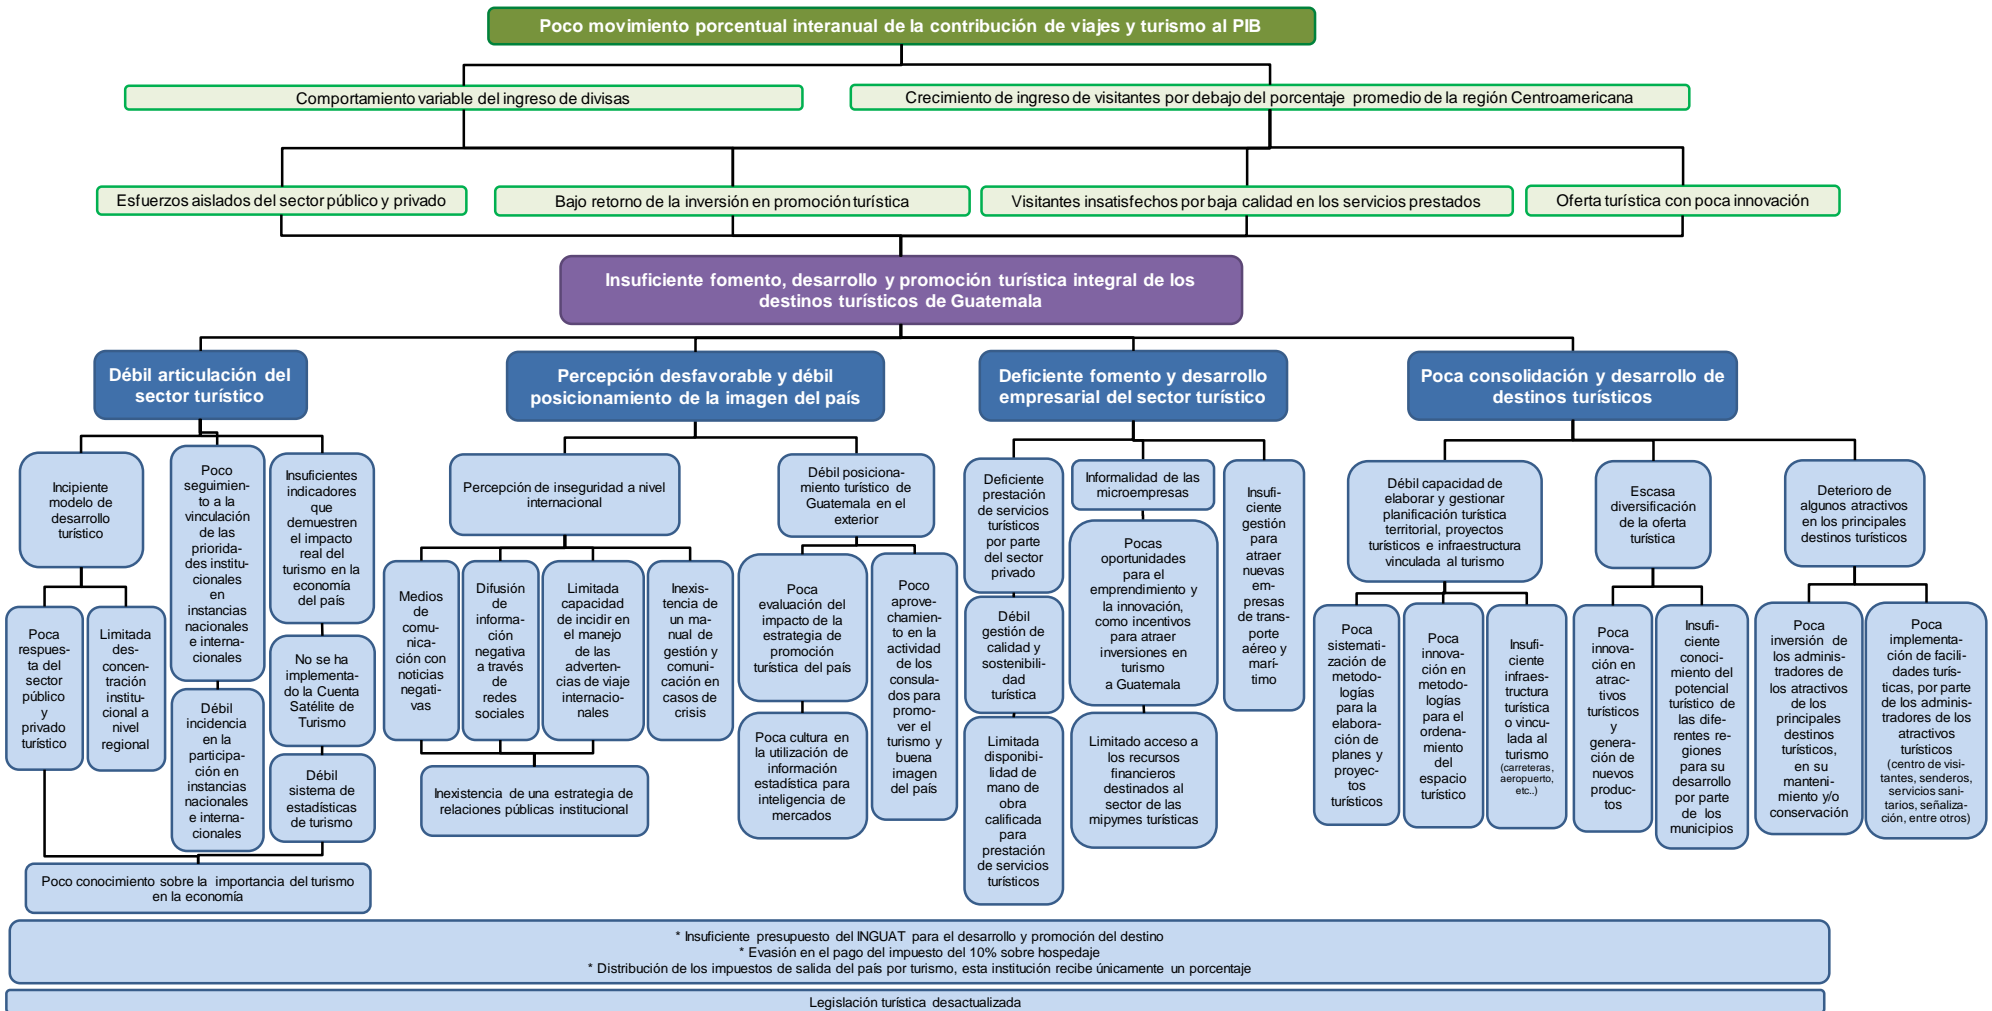 Poco movimiento porcentual interanual de la contribución de viajes y turismo al PIB
Comportamiento variable del ingreso de divisas
Crecimiento de ingreso de visitantes por debajo del porcentaje promedio de la región Centroamericana
Esfuerzos aislados del sector público y privado
Bajo retorno de la inversión en promoción turística
Visitantes insatisfechos por baja calidad en los servicios prestados
Oferta turística con poca innovación
Insuficiente fomento, desarrollo y promoción turística integral de los
destinos turísticos de Guatemala
Débil articulación del
sector turístico
Percepción desfavorable y débil
posicionamiento de la imagen del país
Deficiente fomento y desarrollo
empresarial del sector turístico
Poca consolidación y desarrollo de
destinos turísticos
Incipiente
modelo de
desarrollo
turístico
Poco
seguimien-
to a la
vinculación
de las
priorida-
des institu-
cionales
en
instancias
nacionales
e interna-
cionales
Insuficientes
indicadores
que
demuestren
el impacto
real del
turismo en la
economía
del país
Percepción de inseguridad a nivel
internacional
Débil posiciona-
miento turístico de
Guatemala en el
exterior
Deficiente
prestación
de servicios
turísticos
por parte
del sector
privado
Informalidad de las
microempresas
Insufi-
ciente
gestión
para
atraer
nuevas
em-
presas
de trans-
porte
aéreo y
marí-
timo
Débil capacidad de
elaborar y gestionar
planificación turística
territorial, proyectos
turísticos e infraestructura
vinculada al turismo
Escasa
diversificación
de la oferta
turística
Deterioro de
algunos atractivos
en los principales
destinos turísticos
Poca
respues-
ta del
sector
público
y
privado
turístico
Limitada
des-
concen-
tración
institu-
cional a
nivel
regional
Débil
incidencia
en la
participa-
ción en
instancias
nacionales
e interna-
cionales
No se ha
implementa-
do la Cuenta
Satélite de
Turismo
Débil
sistema de
estadísticas
de turismo
Poco conocimiento sobre la importancia del turismo
en la economía
Medios
de
comu-
nica-
ción con
noticias
negati-
vas
Difusión
de
informa-
ción
negativa
a través
de
redes
sociales
Limitada
capacidad
de incidir en
el manejo
de las
adverten-
cias de viaje
internacio-
nales
Inexis-
tencia de
un ma-
nual de
gestión y
comuni-
cación en
casos de
crisis
Inexistencia de una estrategia de
relaciones públicas institucional
Poca
evaluación del
impacto de la
estrategia de
promoción
turística del país
Poca cultura en
la utilización de
información
estadística para
inteligencia de
mercados
Poco
aprove-
chamiento
en la
actividad
de los
consula-
dos para
promo-
ver el
turismo y
buena
imagen
del país
Débil
gestión de
calidad y
sostenibili-
dad
turística
Limitada
disponibi-
lidad de
mano de
obra
calificada
para
prestación
de servicios
turísticos
Pocas
oportunidades
para el
emprendimiento y
la innovación,
como incentivos
para atraer
inversiones en
turismo
a Guatemala
Limitado acceso a
los recursos
financieros
destinados al
sector de las
mipymes turísticas
Poca
sistemati-
zación de
metodo-
logías
para la
elabora-
ción de
planes y
proyec-
tos
turísticos
Poca
innova-
ción en
metodo-
logías
para el
ordena-
miento
del
espacio
turístico
Insufi-
ciente
infraes-
tructura
turística
o vincu-
lada al
turismo
(carreteras,
aeropuerto,
etc..)
Poca
innova-
ción en
atrac-
tivos
turísticos
y
genera-
ción de
nuevos
produc-
tos
Insufi-
ciente
conoci-
miento del
potencial
turístico de
las dife-
rentes re-
giones
para su
desarrollo
por parte
de los
municipios
Poca
inversión de
los adminis-
tradores de
los atractivos
de los
principales
destinos
turísticos,
en su
manteni-
miento y/o
conservación
Poca
implementa-
ción de facili-
dades turís-
ticas, por parte
de los adminis-
tradores de los
atractivos
turísticos
(centro de visi-
tantes, senderos,
servicios sani-
tarios, señaliza-
ción, entre otros)
* Insuficiente presupuesto del INGUAT para el desarrollo y promoción del destino
* Evasión en el pago del impuesto del 10% sobre hospedaje
* Distribución de los impuestos de salida del país por turismo, esta institución recibe únicamente un porcentaje
Legislación turística desactualizada